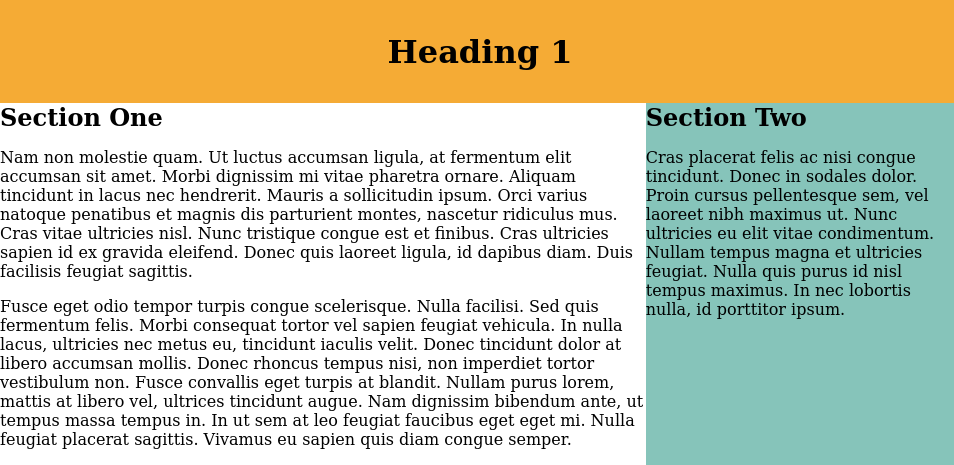 Heading 1
Section One
Nam non molestie quam. Ut luctus accumsan ligula, at fermentum elit
accumsan sit amet. Morbi dignissim mi vitae pharetra ornare. Aliquam
tincidunt in lacus nec hendrerit. Mauris a sollicitudin ipsum. Orci varius
natoque penatibus et magnis dis parturient montes, nascetur ridiculus mus.
Cras vitae ultricies nisl. Nunc tristique congue est et finibus. Cras ultricies
sapien id ex gravida eleifend. Donec quis laoreet ligula, id dapibus diam. Duis
facilisis feugiat sagittis.
Fusce eget odio tempor turpis congue scelerisque. Nulla facilisi. Sed quis
fermentum felis. Morbi consequat tortor vel sapien feugiat vehicula. In nulla
lacus, ultricies nec metus eu, tincidunt iaculis velit. Donec tincidunt dolor at
libero accumsan mollis. Donec rhoncus tempus nisi, non imperdiet tortor
vestibulum non. Fusce convallis eget turpis at blandit. Nullam purus lorem,
mattis at libero vel, ultrices tincidunt augue. Nam dignissim bibendum ante, ut
tempus massa tempus in. In ut sem at leo feugiat faucibus eget eget mi. Nulla
feugiat placerat sagittis. Vivamus eu sapien quis diam congue semper.
Section Two
Cras placerat felis ac nisi congue
tincidunt. Donec in sodales dolor.
Proin cursus pellentesque sem, vel
laoreet nibh maximus ut. Nunc
ultricies eu elit vitae condimentum.
Nullam tempus magna et ultricies
feugiat. Nulla quis purus id nisl
tempus maximus. In nec lobortis
nulla, id porttitor ipsum.